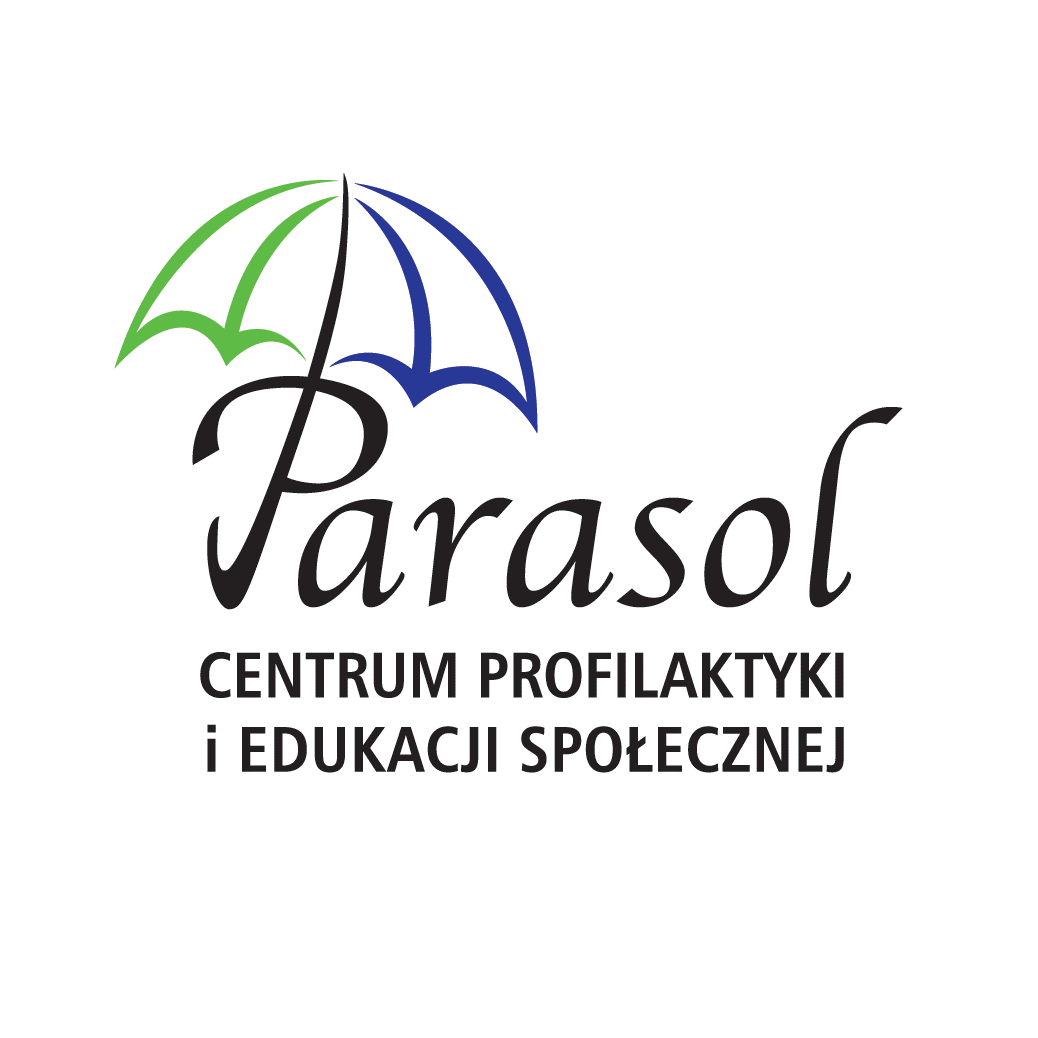 Parasol
CENTRUM PROFILAKTYKI
i EDUKACJI SPOŁECZNEJ